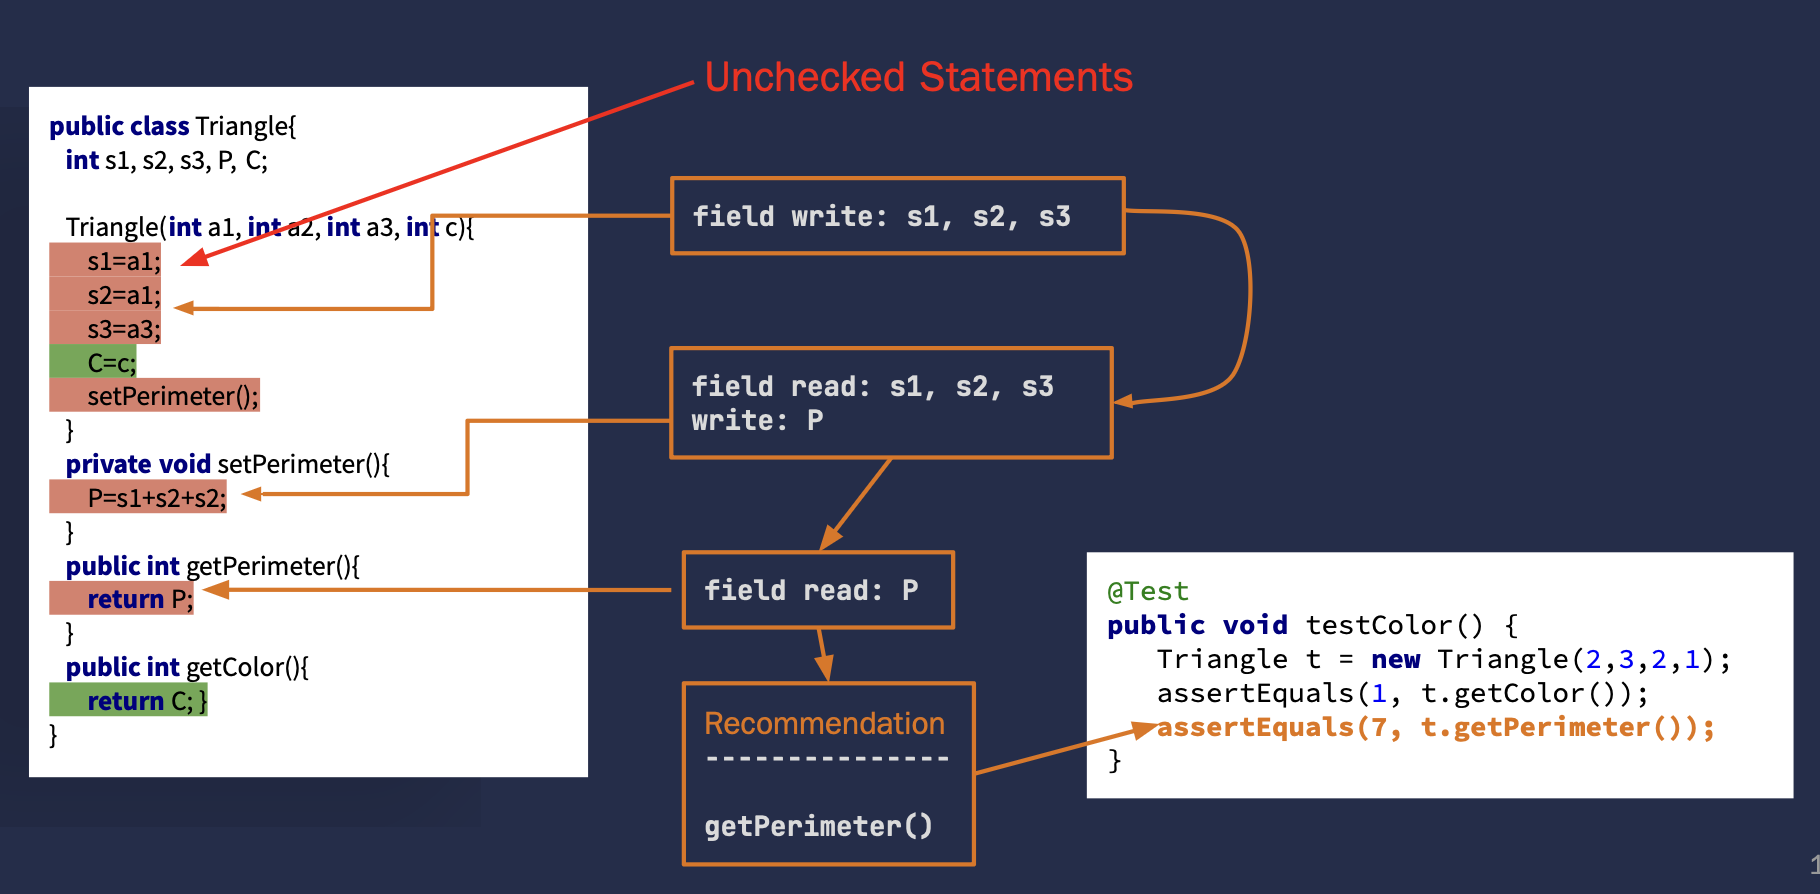 Unchecked Statements
public class Triangle{
int s1, s2, s3, P, C;
Triangle(int a1, int a2, int a3, int c){
s1=a1;
s2=a1;
s3=a3;
C=c;
setPerimeter();
}
private void setPerimeter(){
P=s1+s2+s2;
}
public int getPerimeter(){
return P;
}
public int getColor(){
return C; }
}
field write: s1, s2, s3
field read: s1, s2, s3
write: P
field read: P
Recommendation
---------------
getPerimeter()
@Test
public void testColor() {
Triangle t = new Triangle(2,3,2,1);
assertEquals(1, t.getColor());
assertEquals(7, t.getPerimeter());
}